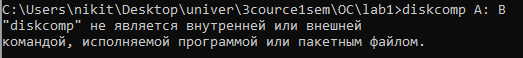 C:\Users\nikit\Desktop\univer\3cource1sem\OC\lab1>diskcomp A: B
"diskcomp" не является внутренней или внешней
командой, исполняемой программой или пакетным файлом.